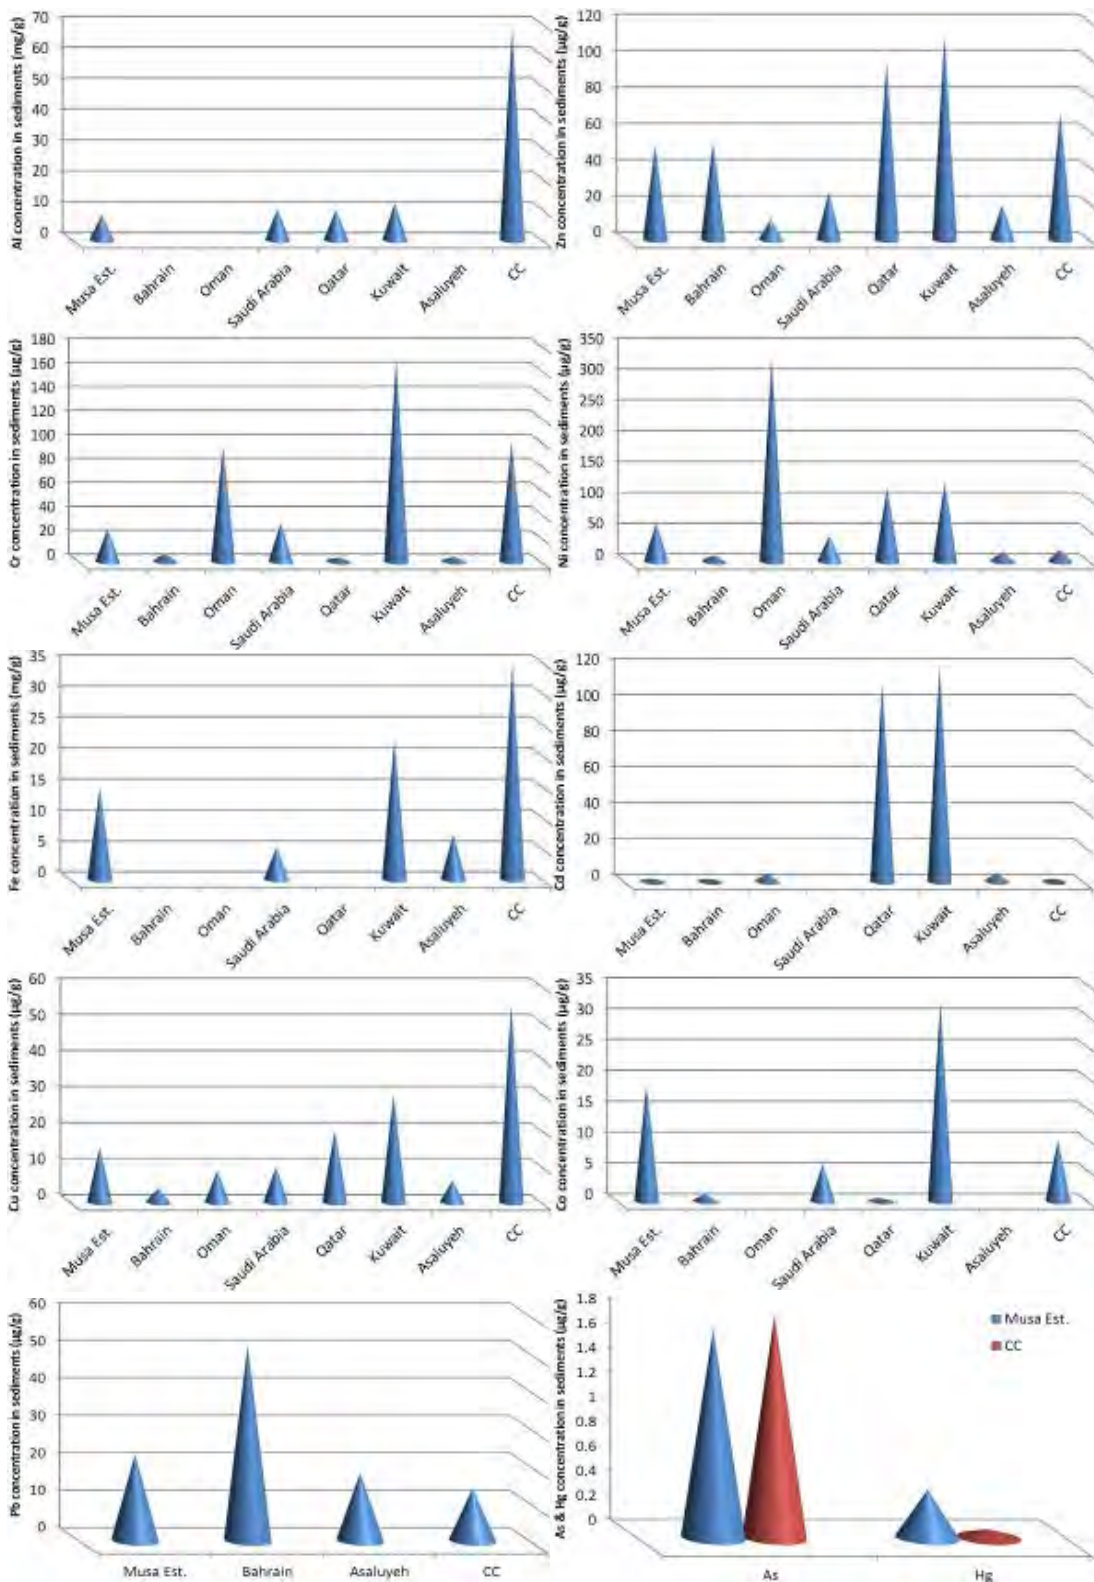 Al concentration in sediments (mg/g)
70
60
50
40
30
20
10
0
Musa Est.
Bahrain
Oman
Saudi Arabia
Qatar
Kuwait
Asaluyeh
CC
Zn concentration in sediments (µg/g)
120
100
80
60
40
20
0
Musa Est.
Bahrain
Oman
Saudi Arabia
Qatar
Kuwait
Asaluyeh
CC
Cr concentration in sediments (µg/g)
180
160
140
120
100
80
60
40
20
0
Musa Est.
Bahrain
Oman
Saudi Arabia
Qatar
Kuwait
Asaluyeh
CC
Ni concentration in sediments (µg/g)
350
300
250
200
150
100
50
0
Musa Est.
Bahrain
Oman
Saudi Arabia
Qatar
Kuwait
Asaluyeh
CC
Fe concentration in sediments (mg/g)
35
30
25
20
15
10
5
0
Musa Est.
Bahrain
Oman
Saudi Arabia
Qatar
Kuwait
Asaluyeh
CC
Cd concentration in sediments (µg/g)
120
100
80
60
40
20
0
Musa Est.
Bahrain
Oman
Saudi Arabia
Qatar
Kuwait
Asaluyeh
CC
Cu concentration in sediments (µg/g)
60
50
40
30
20
10
0
Musa Est.
Bahrain
Oman
Saudi Arabia
Qatar
Kuwait
Asaluyeh
CC
Co concentration in sediments (µg/g)
35
30
25
20
15
10
5
0
Musa Est.
Bahrain
Oman
Saudi Arabia
Qatar
Kuwait
Asaluyeh
CC
Pb concentration in sediments (µg/g)
60
50
40
30
20
10
0
Musa Est.
Bahrain
Asaluyeh
CC
As & Hg concentration in sediments (µg/g)
1.8
1.6
1.4
1.2
1
0.8
0.6
0.4
0.2
0
Musa Est.
CC
As
Hg